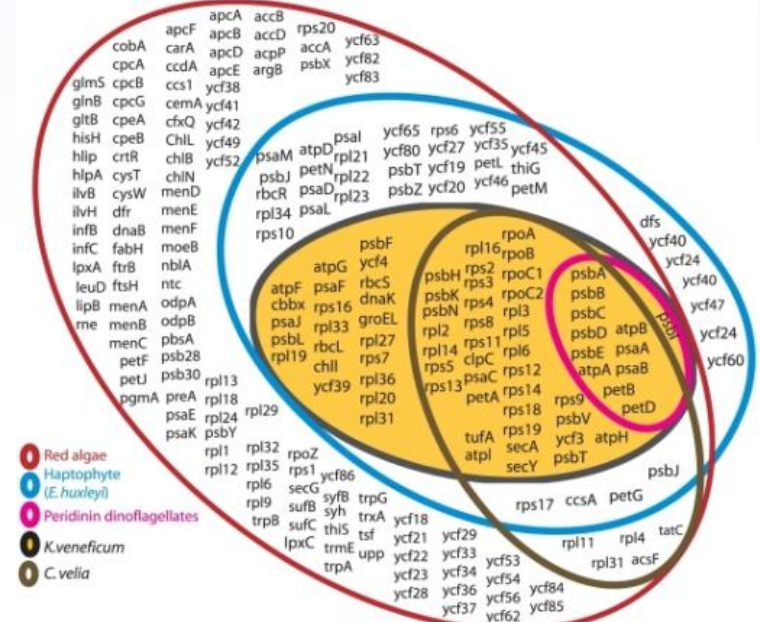 apcA
apcB
apcD
apcE
ycf38
ycf41
ycf42
ycf49
ycf52
accB
accD
acpP
argB
rps20
accA
psbX
ycf63
ycf82
ycf83
apcF
carA
ccdA
ccs1
cemA
cfxQ
ChlL
chlB
chlN
menD
menE
menF
moeB
nblA
ntc
odpA
odpB
pbsA
psb28
psb30
preA
psaE
psaK
cobA
cpcA
cpcB
cpcG
cpeA
cpeB
crtR
cysT
cysW
dfr
dnaB
fabH
ftrB
ftsH
menA
menB
menC
petF
petJ
pgmA
glmS
glnB
gltB
hisH
hlip
hlpA
ilvB
ilvH
infB
infC
lpxA
leuD
lipB
rne
psaM
psbJ
rbcR
rpl34
rps10
atpD
petN
psaD
psaL
psaI
rpl21
rpl22
rpl23
ycf65
ycf80
psbT
psbZ
rps6
ycf27
ycf19
ycf20
ycf55
ycf35
petL
ycf46
ycf45
thiG
petM
dfs
ycf40
ycf24
ycf40
ycf47
ycf24
ycf60
atpF
cbbx
psaJ
psbL
rpl19
atpG
psaF
rps16
rpl33
rbcL
chlI
ycf39
psbF
ycf4
rbcS
dnaK
groEL
rpl27
rps7
rpl36
rpl20
rpl31
psbH
psbK
psbN
rpl2
rpl14
rps5
rps13
rpl16
rps2
rps3
rps4
rps8
rps11
clpC
psaC
petA
tufA
atpI
rpoA
rpoB
rpoC1
rpoC2
rpl3
rpl5
rpl6
rps12
rps14
rps18
rps19
secA
secY
rps9
psbV
ycf3
psbT
atpH
psbA
psbB
psbC
psbD
psbE
atpA
atpB
psaA
psaB
petB
petD
psbI
psbJ
rps17
ccsA
petG
rpl11
rpl4
tatC
rpl31
acsF
rpl13
rpl18
rpl24
psbY
rpl1
rpl12
rpl29
rpl32
rpl35
rpl6
rpl9
trpB
rpoZ
rps1
secG
sufB
sufC
lpxC
ycf86
syfB
syh
thiS
trmE
trpA
trpG
trxA
tsf
upp
ycf18
ycf21
ycf22
ycf23
ycf28
ycf29
ycf33
ycf34
ycf36
ycf37
ycf53
ycf54
ycf56
ycf62
ycf84
ycf85
Red algae
Haptophyte
(E. huxleyi)
Peridinin dinoflagellates
K.veneficum
C.velia